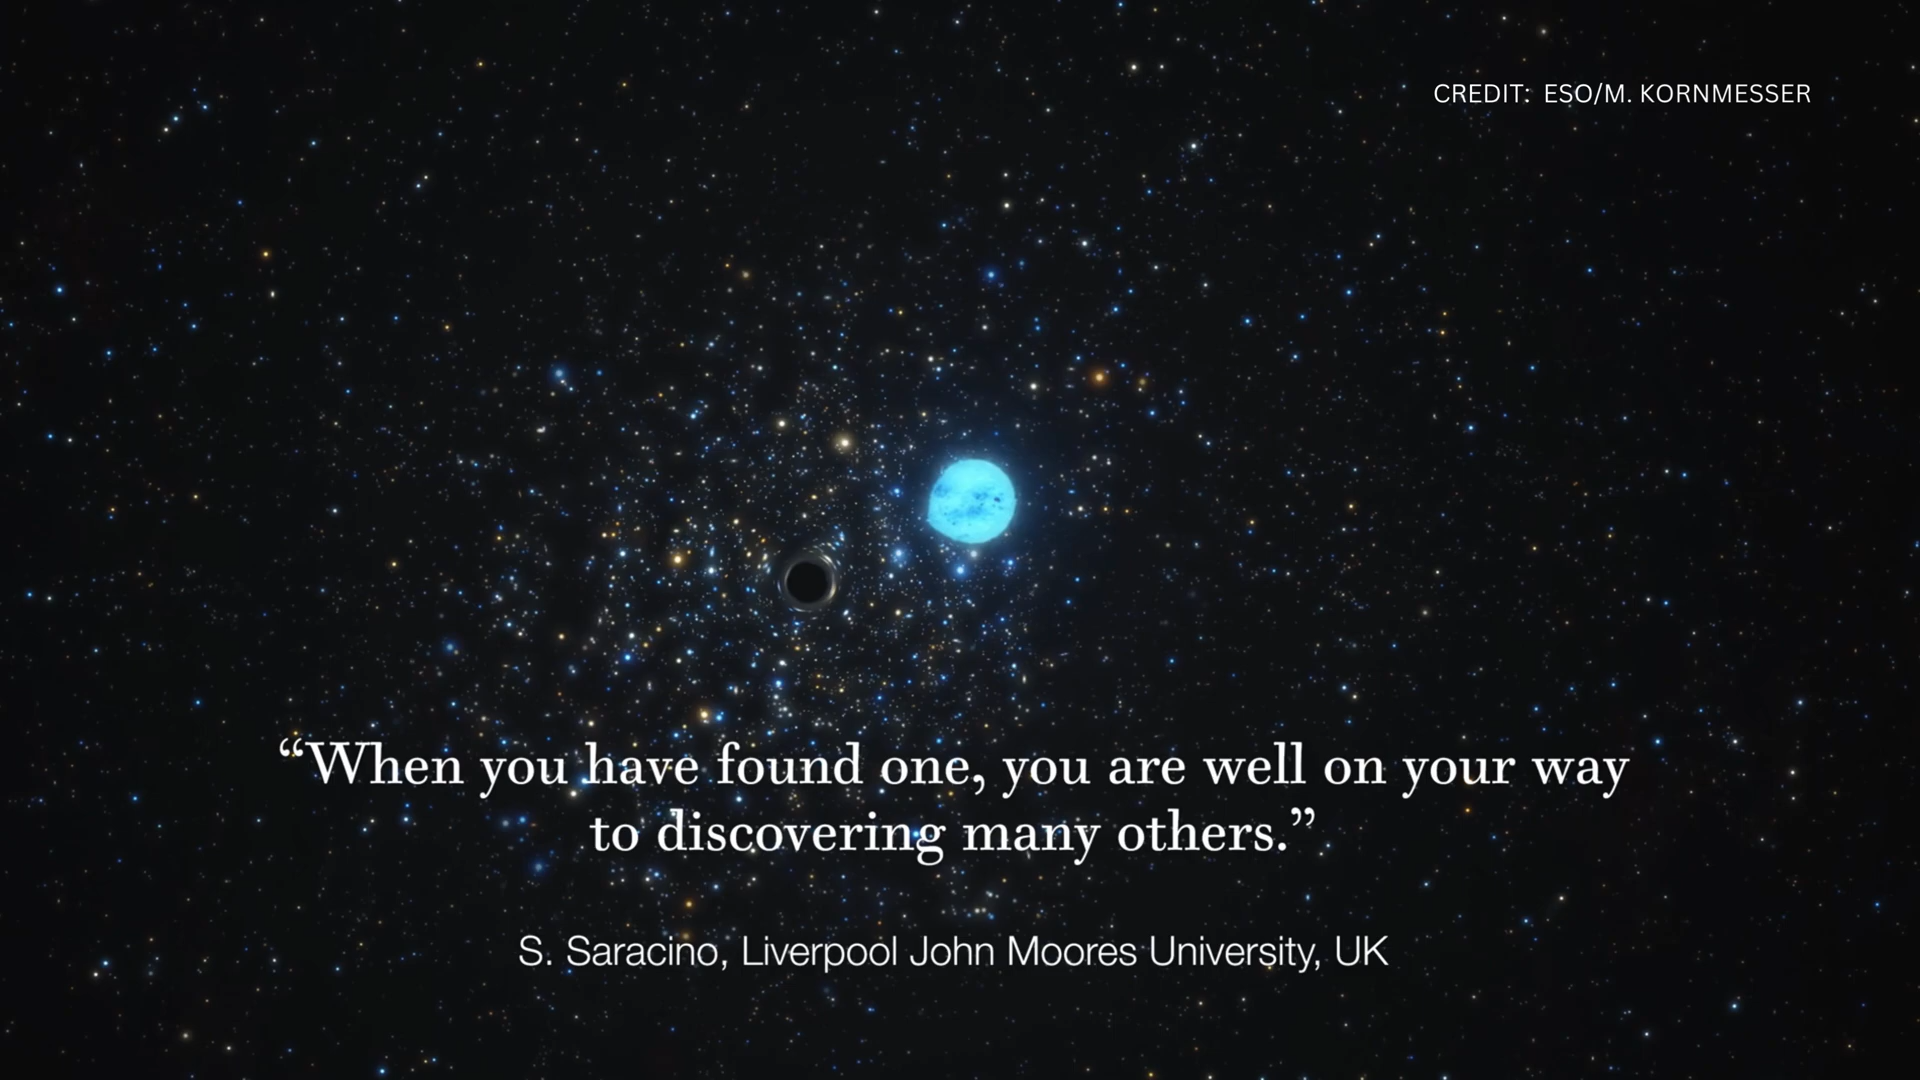 CREDIT: ESO/M. KORNMESSER
“When you have found one, you are well on your way
to discovering many others.”
S. Saracino, Liverpool John Moores University, UK